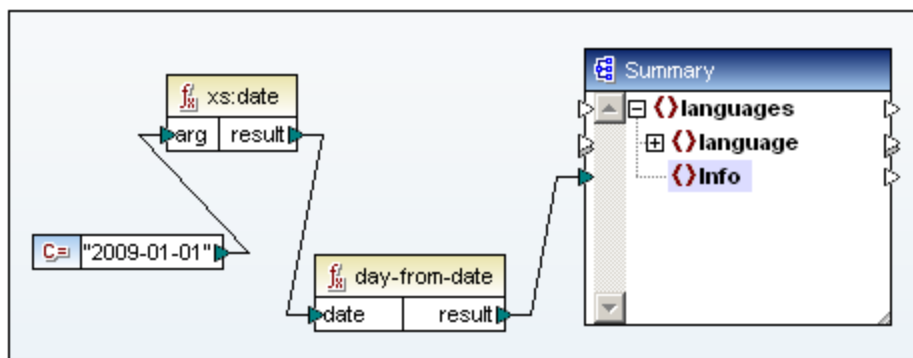 xs:date
arg result
C= "2009-01-01"
day-from-date
date result
Summary
languages
language
Info